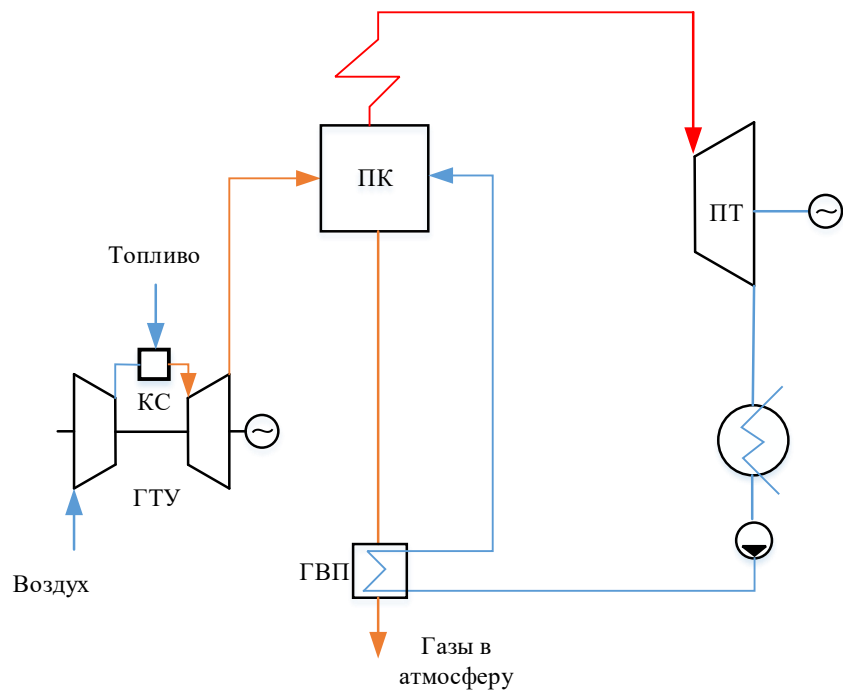 ПК
ПТ
Топливо
КС
ГТУ
Воздух
ГВП
Газы в
атмосферу